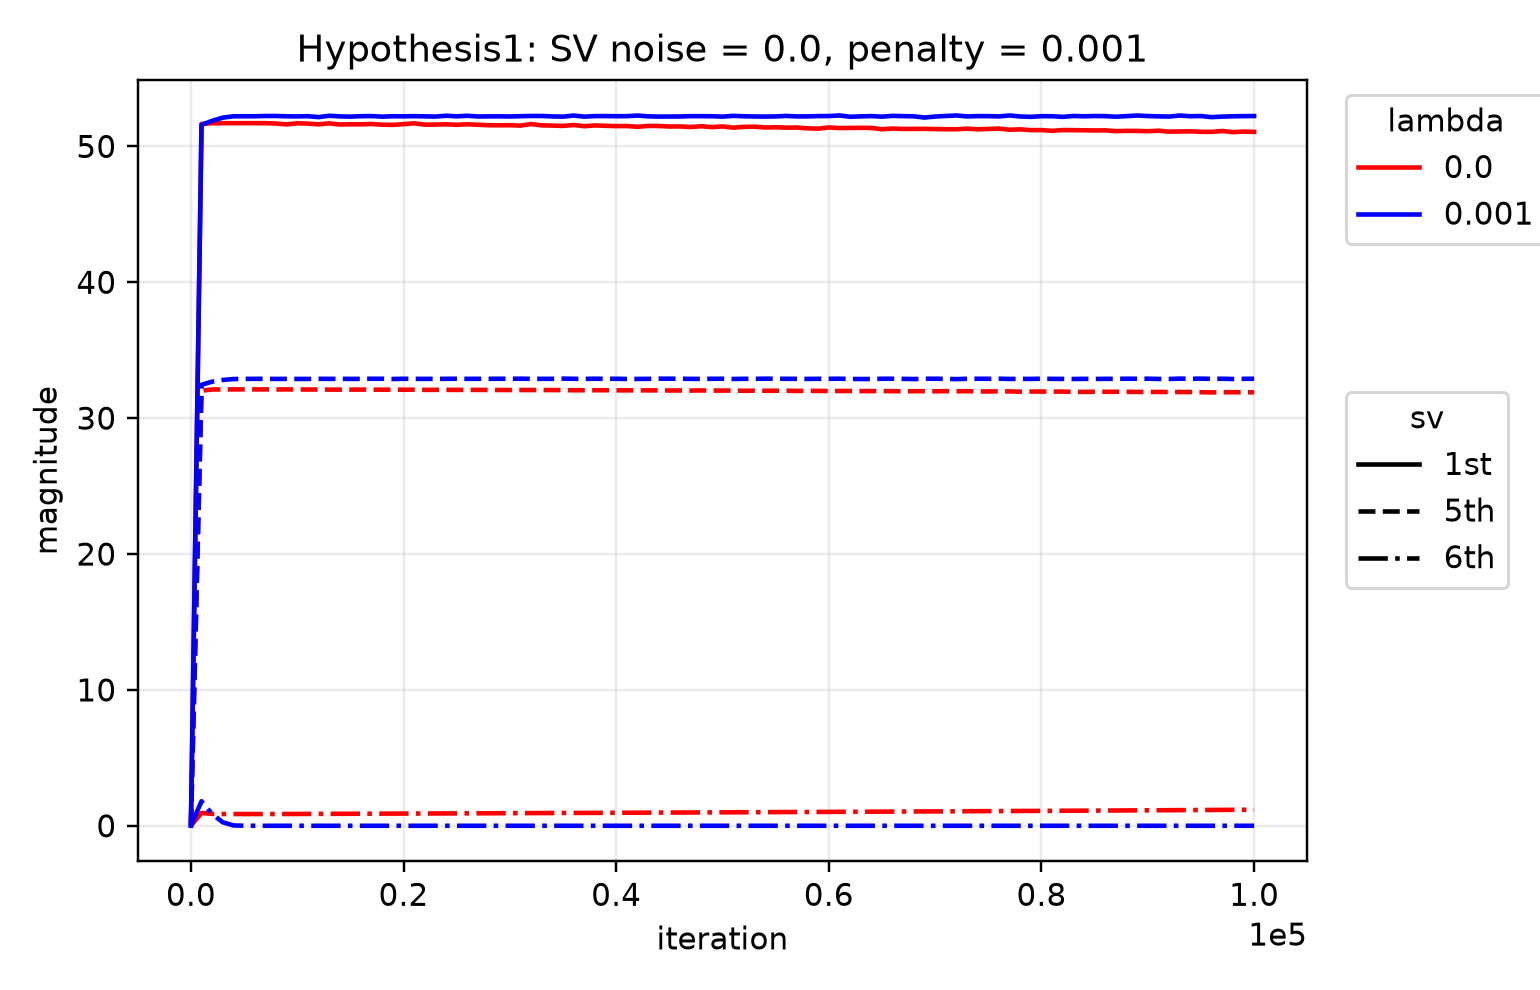 Hypothesis1: SV noise = 0.0, penalty = 0.001
magnitude
50
40
30
20
10
0
0.0 0.2 0.4 0.6 0.8 1.0
1e5
iteration
lambda
0.0
0.001
sv
1st
5th
6th